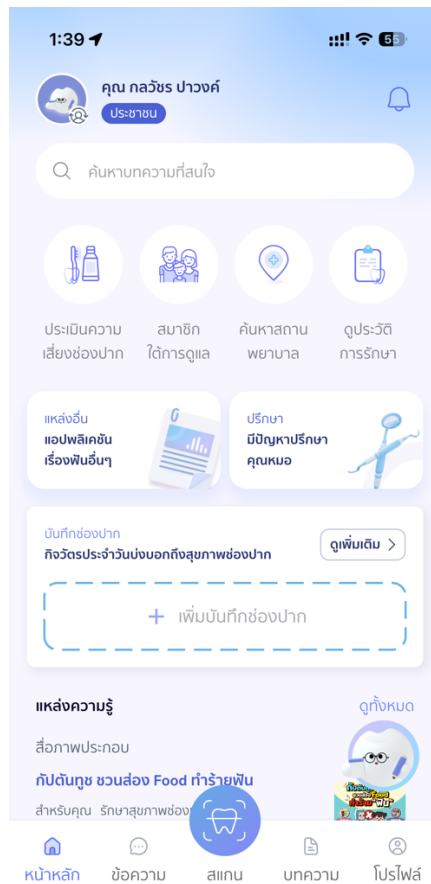 1:39
55
คุณ กลวัชร ปาวงค์
ประชาชน
ค้นหาบทความที่สนใจ
ประเมินความ
เสี่ยงช่องปาก
สมาชิก
ใต้การดูแล
ค้นหาสถาน
พยาบาล
ดูประวัติ
การรักษา
แหล่งอื่น
แอปพลิเคชัน
เรื่องฟันอื่นๆ
ปรึกษา
มีปัญหาปรึกษา
คุณหมอ
บันทึกช่องปาก
กิจวัตรประจำวันบ่งบอกถึงสุขภาพช่องปาก
ดูเพิ่มเติม
เพิ่มบันทึกช่องปาก
แหล่งความรู้
ดูทั้งหมด
สื่อภาพประกอบ
กัปตันทูช ชวนส่อง Food ทำร้ายฟัน
สำหรับคุณ รักษาสุขภาพช่อง
หน้าหลัก
ข้อความ
สแกน
บทความ
โปรไฟล์